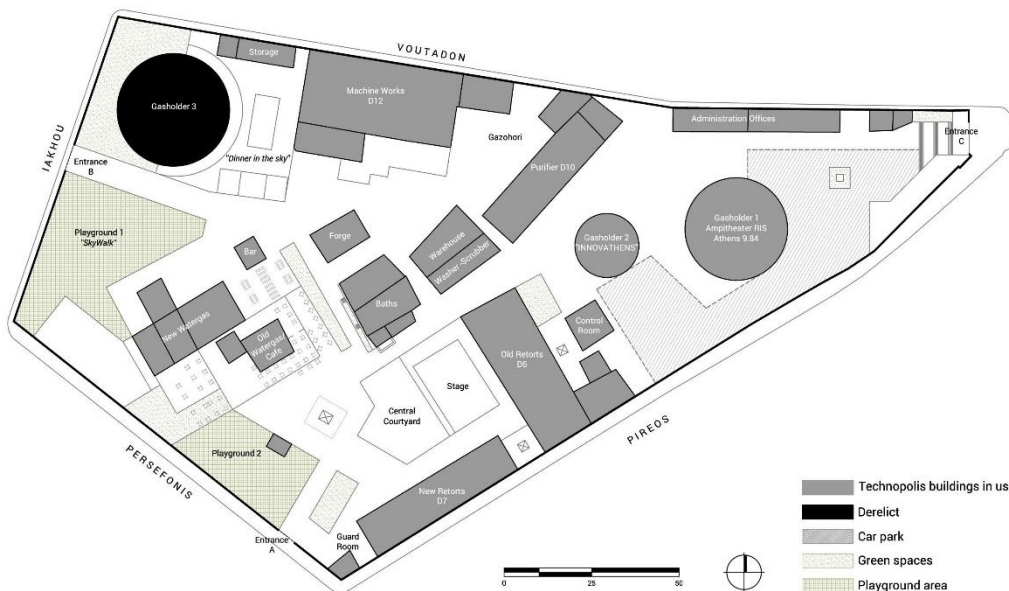 VOUTADON
IAKHOU
PERSEFONIS
PIREOS
Storage
Gasholder 3
Machine Works
D12
Gazohori
"Dinner in the sky"
Entrance
B
Administration Offices
Entrance
C
Purifier D10
Playground 1
"SkyWalk"
Forge
Bar
Warehouse
Washer-Scrubber
Gasholder 2
"INNOVATHENS"
Gasholder 1
Ampitheater RIS
Athens 9.84
Baths
New Watergas
Old
Watergas/
Cafe
Control
Room
Old Retorts
D6
Stage
Central
Courtyard
Playground 2
New Retorts
D7
Guard
Room
Entrance
A
0
25
50
Technopolis buildings in us
Derelict
Car park
Green spaces
Playground area